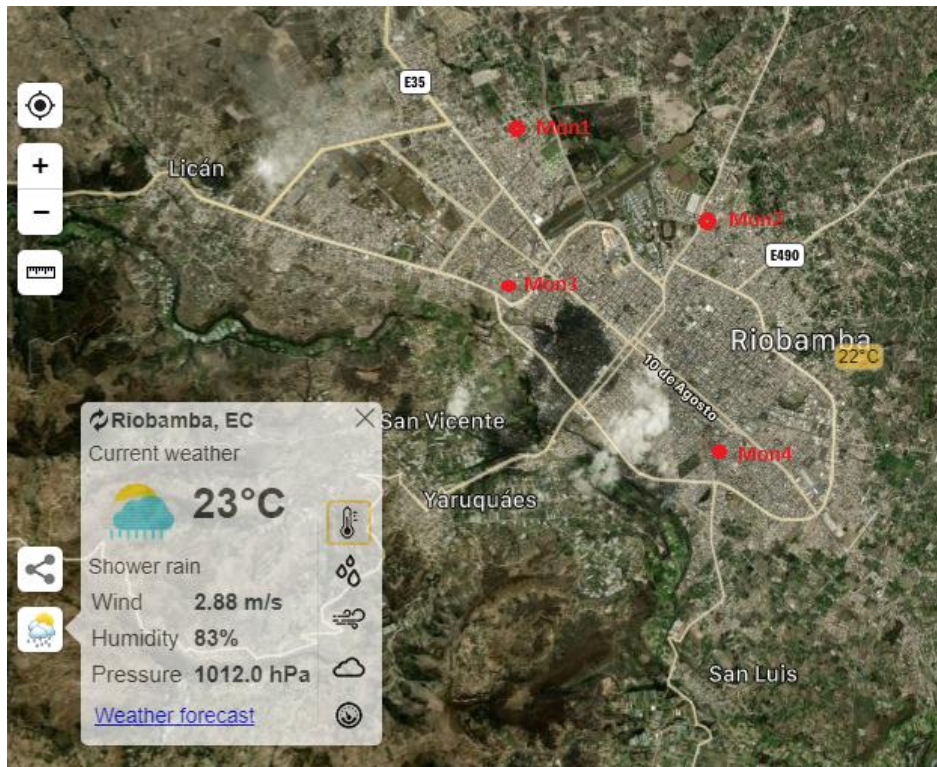 E35
Mon1
Licán
Mon2
E490
Mon3
Riobamba
22°C
10 de Agosto
Riobamba, EC
San Vicente
Current weather
Mon4
23°C
Yaruquáes
Shower rain
Wind 2.88 m/s
Humidity 83%
Pressure 1012.0 hPa
San Luis
Weather forecast